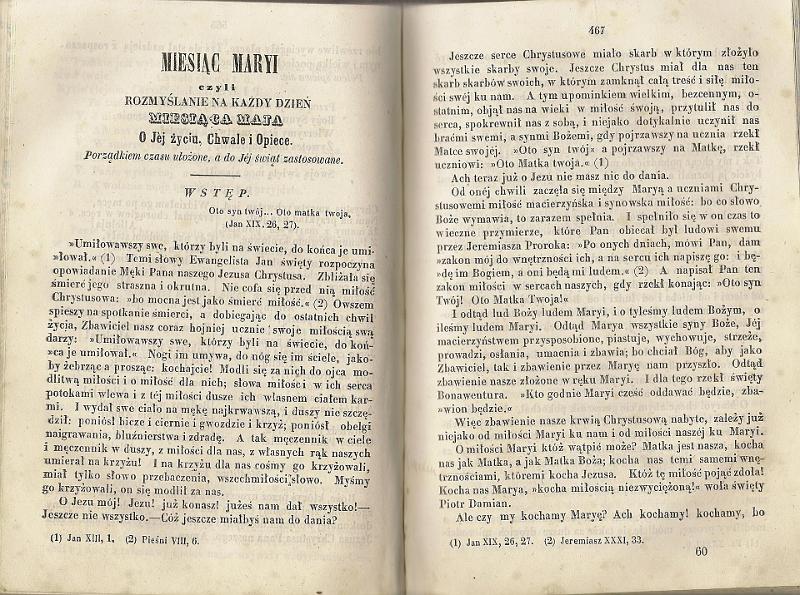 MIESIĄC MARYI
czyli
ROZMYŚLANIE NA KAŻDY DZIEŃ
MIESIĄCA MAJA
O Jéj życiu, Chwale i Opiece.
Porządkiem czasu ułożone, a do Jéj świąt zastosowane.
WSTĘP.
Oto syn twój... Oto matka twoja.
(Jan XIX. 26, 27).
»Umiłowawszy swe, którzy byli na świecie, do końca je umi-
»łował.« (1) Temi słowy Ewangelista Jan święty rozpoczyna
opowiadanie Męki Pana naszego Jezusa Chrystusa. Zbliżała się
śmierć jego straszna i okrutna. Nie cofa się przed nią miłość
Chrystusowa: »bo mocna jest jako śmierć miłość.« (2) Owszem
spieszy na spotkanie śmierci, a dobiegając do ostatnich chwil
życia, Zbawiciel nasz coraz hojniej ucznie swoje miłością swą
darzy: »Umiłowawszy swe, którzy byli na świecie, do koń-
»ca je umiłował.« Nogi im umywa, do nóg się im ściele, jako-
by żebrząc a prosząc: kochajcie! Modli się za nich do ojca mo-
dlitwą miłości i o miłość dla nich; słowa miłości w ich serca
potokami wlewa i z téj miłości dusze ich własnem ciałem kar-
mi. I wydał swe ciało na mękę najkrwawszą, i duszy nie szczę-
dził: poniósł bicze i ciernie i gwoździe i krzyż; poniósł obelgi
naigrawania, bluźnierstwa i zdradę. A tak męczennik w ciele
i męczennik w duszy, z miłości dla nas, z własnych rąk naszych
umierał na krzyżu! I na krzyżu dla nas cośmy go krzyżowali,
miał tylko słowo przebaczenia, wszechmiłości słowo. Myśmy
go krzyżowali, on się modlił za nas.
O Jezu mój! Jezu! już konasz! jużeś nam dał wszystko!—
Jeszcze nie wszystko.—Cóż jeszcze miałbyś nam do dania?
(1) Jan XIII, 1. (2) Pieśni VIII, 6.
467
Jeszcze serce Chrystusowe miało skarb w którym złożyło
wszystkie skarby swoje. Jeszcze Chrystus miał dla nas ten
skarb skarbów swoich, w którym zamknął całą treść i siłę miło-
ści swéj ku nam. A tym upominkiem wielkim, bezcennym, o-
statnim, objął nas na wieki w miłość swoją, przytulił nas do
serca, spokrewnił nas z sobą, i niejako dotykalnie uczynił nas
braćmi swemi, a synmi Bożemi, gdy pojrzawszy na ucznia rzekł
Matce swojéj. »Oto syn twój« a pojrzawszy na Matkę, rzekł
uczniowi: »Oto Matka twoja.« (1)
Ach teraz już o Jezu nie masz nic do dania.
Od onéj chwili zaczęła się między Maryą a uczniami Chry-
stusowemi miłość macierzyńska i synowska miłość: bo co słowo
Boże wymawia, to zarazem spełnia. I spełniło się w on czas to
wieczne przymierze, które Pan obiecał był ludowi swemu
przez Jeremiasza Proroka: »Po onych dniach, mówi Pan, dam
»zakon mój do wnętrzności ich, a na sercu ich napiszę go: i bę-
»dę im Bogiem, a oni będą mi ludem.« (2) A napisał Pan ten
zakon miłości w sercach naszych, gdy rzekł konając: »Oto syn
Twój! Oto Matka Twoja!«
I odtąd lud Boży ludem Maryi, i o tyleśmy ludem Bożym, o
ileśmy ludem Maryi. Odtąd Marya wszystkie syny Boże, Jéj
macierzyństwem przysposobione, piastuje, wychowuje, strzeże,
prowadzi, osłania, umacnia i zbawia; bo chciał Bóg, aby jako
Zbawiciel, tak i zbawienie przez Maryę nam przyszło. Odtąd
zbawienie nasze złożone w ręku Maryi. I dla tego rzekł święty
Bonawentura. »Kto godnie Maryi cześć oddawać będzie, zba-
»wion będzie.«
Więc zbawienie nasze krwią Chrystusową nabyte, zależy już
niejako od miłości Maryi ku nam i od miłości naszéj ku Maryi.
O miłości Maryi któż wątpić może? Matka jest nasza, kocha
nas jak Matka, a jak Matka Boża; kocha nas temi samemi wnę-
trznościami, któremi kocha Jezusa. Któż tę miłość pojąć zdoła!
Kocha nas Marya, »kocha miłością niezwyciężoną!« woła święty
Piotr Damian.
Ale czy my kochamy Maryę? Ach kochamy! kochamy, bo
(1) Jan XIX, 26, 27. (2) Jeremiasz XXXI, 33.
60